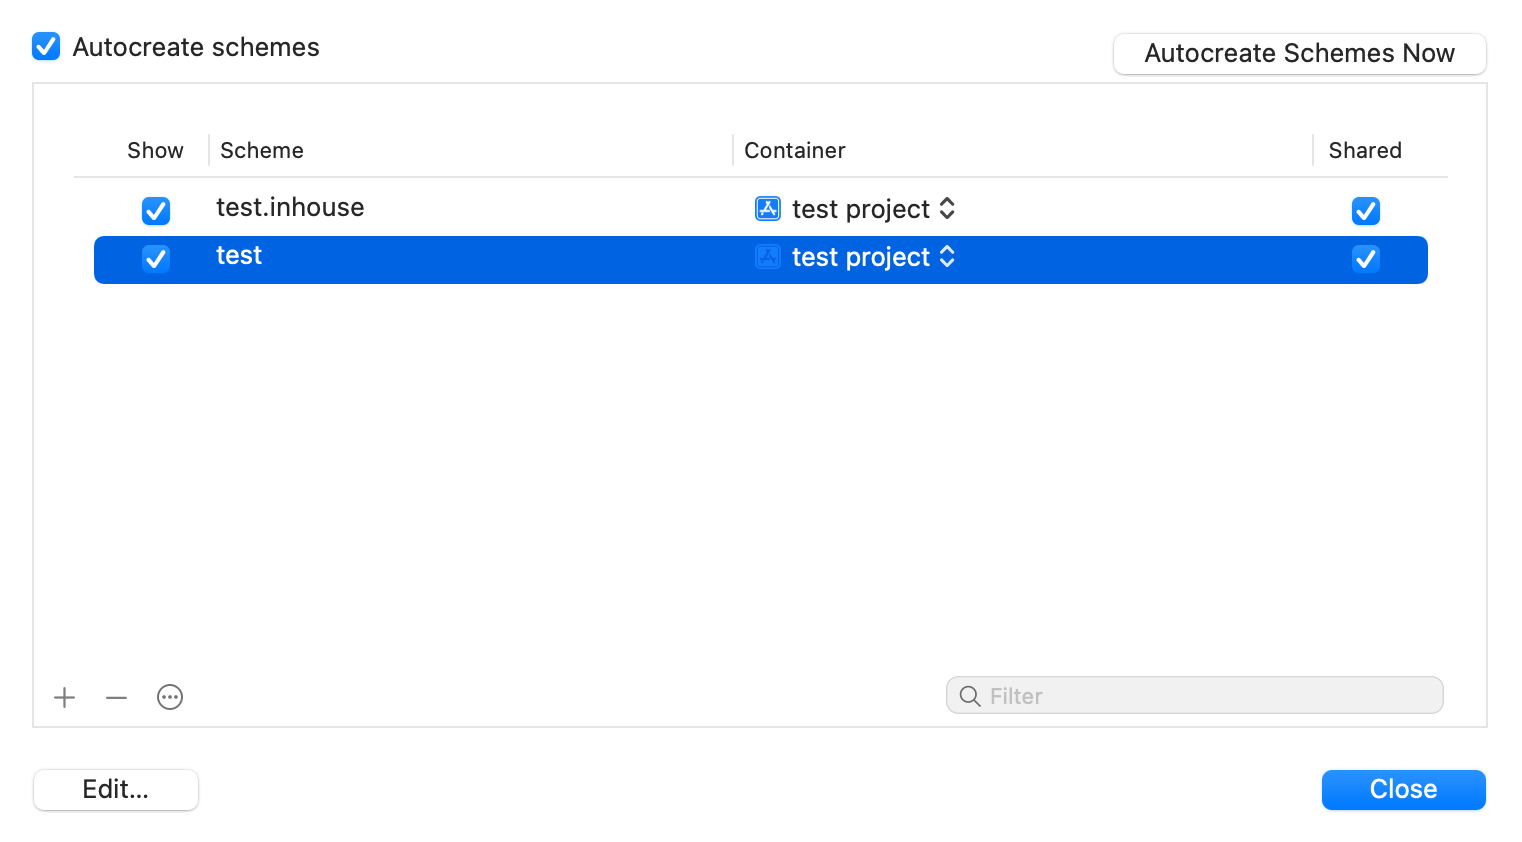 Autocreate schemes
Autocreate Schemes Now
Show Scheme Container Shared
test.inhouse test project
test test project
Filter
Edit...
Close